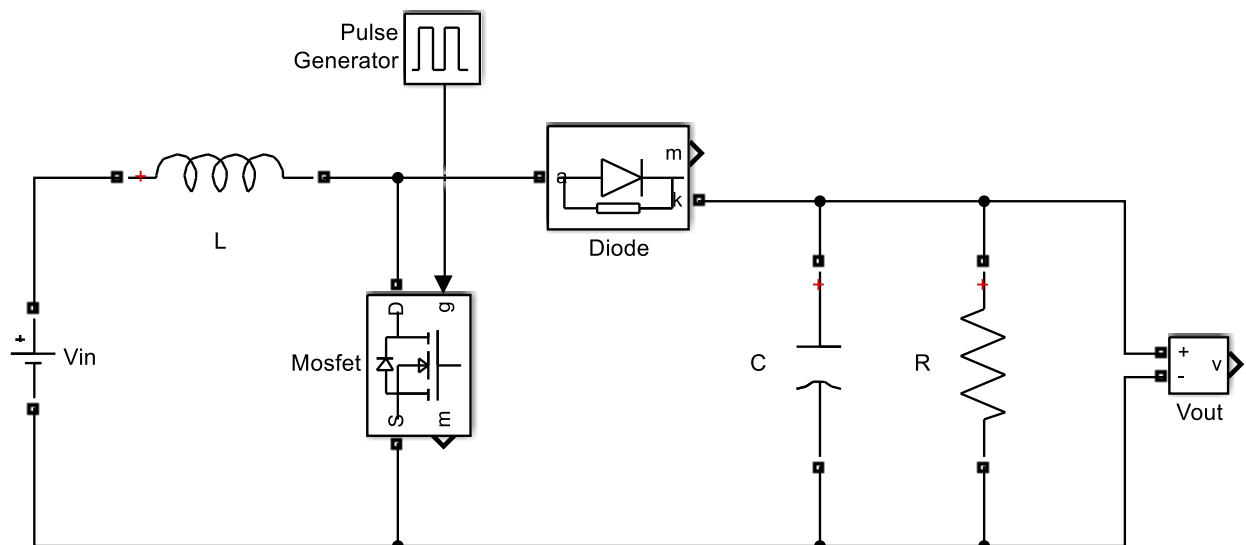 Pulse
Generator
m
a
k
Diode
L
D
g
Mosfet
S
m
+
Vin
C
R
+
-
v
Vout